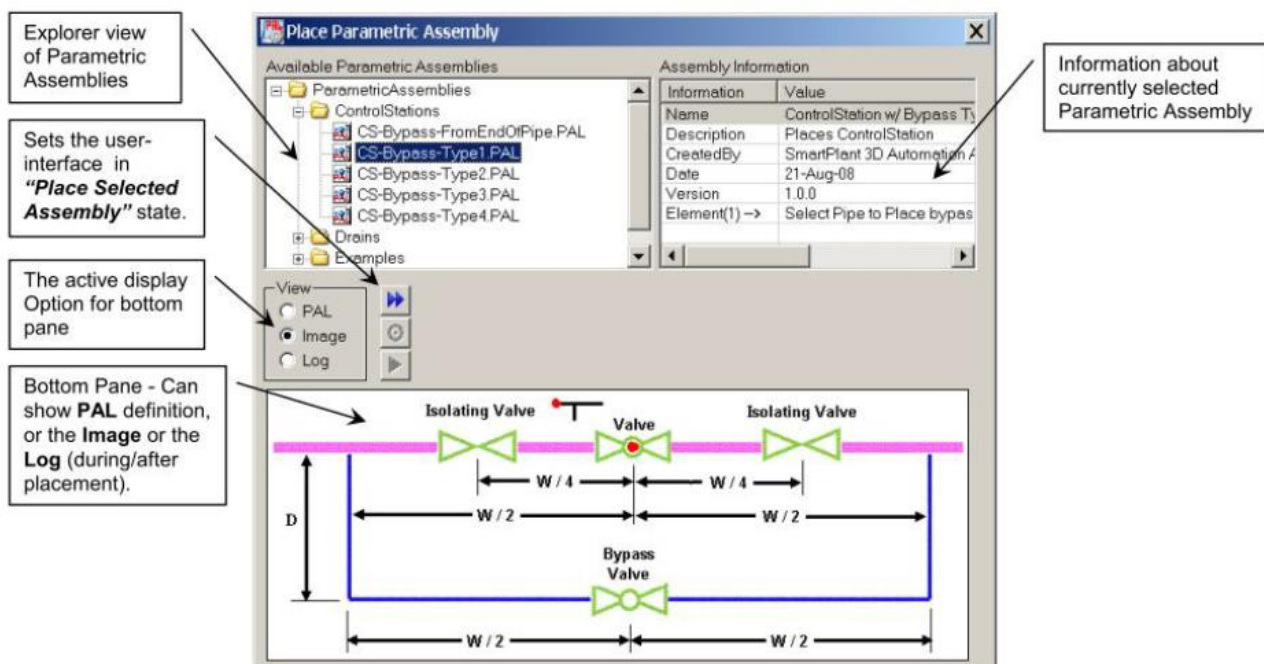 Explorer view
of Parametric
Assemblies
Sets the user-
interface in
“Place Selected
Assembly” state.
The active display
Option for bottom
pane
Bottom Pane - Can
show PAL definition,
or the Image or the
Log (during/after
placement).
Place Parametric Assembly
Available Parametric Assemblies
ParametricAssemblies
ControlStations
CS-Bypass-FromEndOfPipe.PAL
CS-Bypass-Type1.PAL
CS-Bypass-Type2.PAL
CS-Bypass-Type3.PAL
CS-Bypass-Type4.PAL
Drains
Examples
Assembly Information
Information Value
Name ControlStation w/ Bypass Ty
Description Places ControlStation
CreatedBy SmartPlant 3D Automation A
Date 21-Aug-08
Version 1.0.0
Element(1) --> Select Pipe to Place bypas
Information about
currently selected
Parametric Assembly
View
PAL
Image
Log
Isolating Valve
Valve
Isolating Valve
W / 4
W / 4
W / 2
W / 2
D
Bypass
Valve
W / 2
W / 2